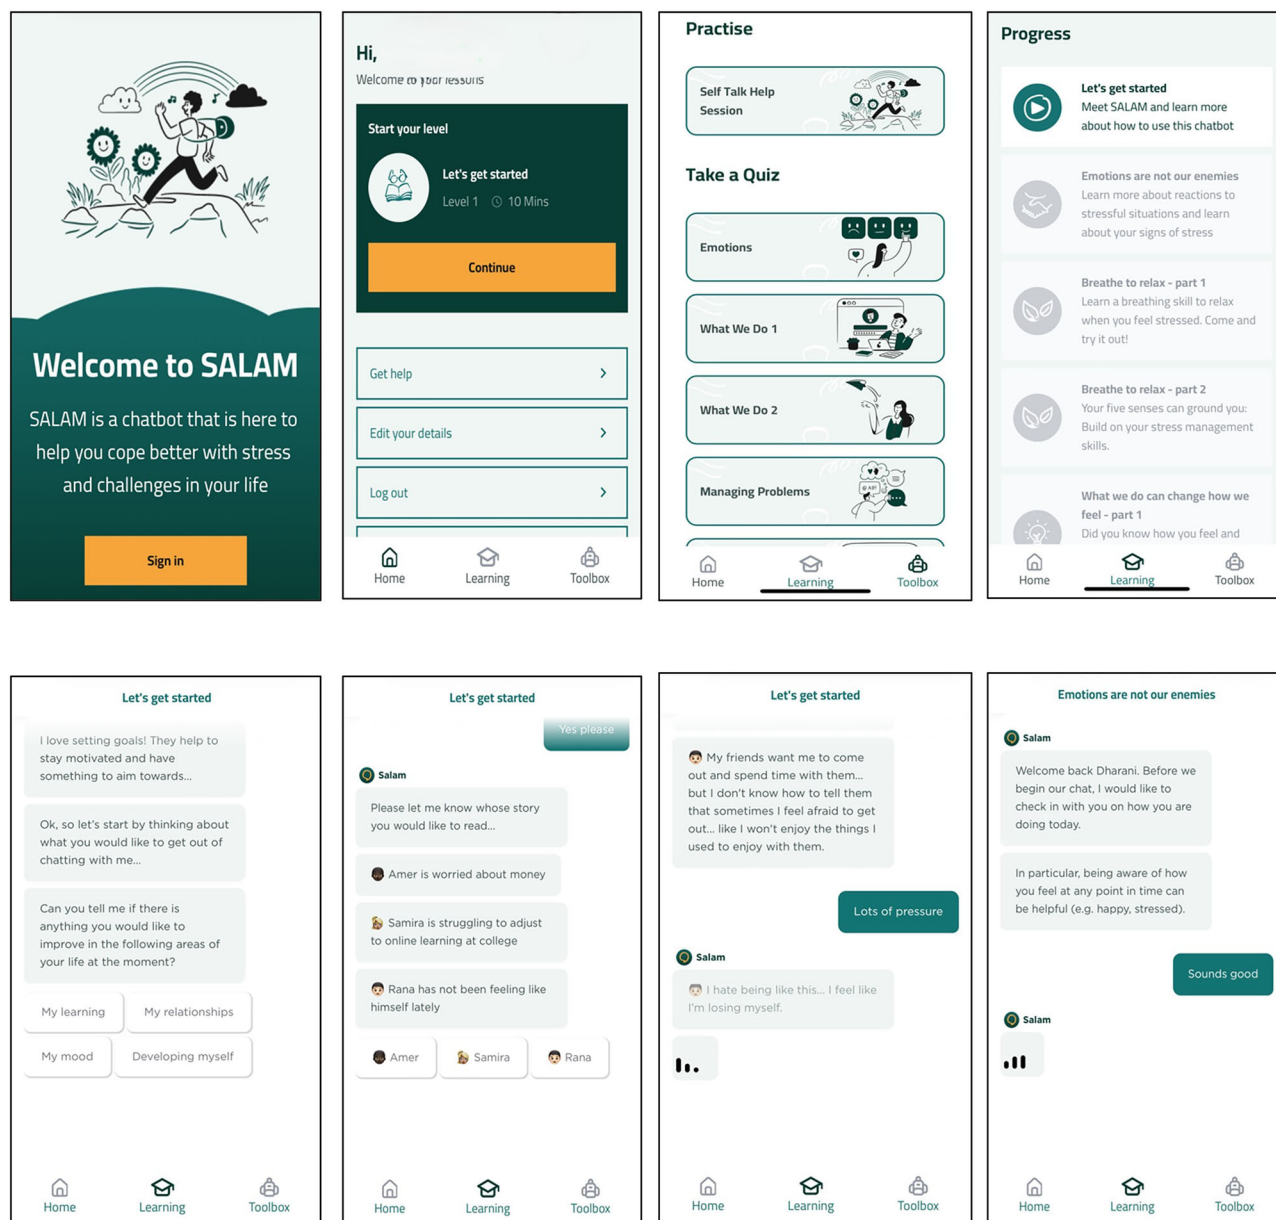 Welcome to SALAM
SALAM is a chatbot that is here to
help you cope better with stress
and challenges in your life
Sign in
Hi,
Welcome to your lessons
Start your level
Let's get started
Level 1 10 Mins
Continue
Get help
Edit your details
Log out
Home Learning Toolbox
Practise
Self Talk Help
Session
Take a Quiz
Emotions
What We Do 1
What We Do 2
Managing Problems
Home Learning Toolbox
Progress
Let's get started
Meet SALAM and learn more
about how to use this chatbot
Emotions are not our enemies
Learn more about reactions to
stressful situations and learn
about your signs of stress
Breathe to relax - part 1
Learn a breathing skill to relax
when you feel stressed. Come and
try it out!
Breathe to relax - part 2
Your five senses can ground you:
Build on your stress management
skills.
What we do can change how we
feel - part 1
Did you know how you feel and
Home Learning Toolbox
Let's get started
I love setting goals! They help to
stay motivated and have
something to aim towards...
Ok, so let's start by thinking about
what you would like to get out of
chatting with me...
Can you tell me if there is
anything you would like to
improve in the following areas of
your life at the moment?
My learning My relationships
My mood Developing myself
Home Learning Toolbox
Let's get started
Yes please
Salam
Please let me know whose story
you would like to read...
Amer is worried about money
Samira is struggling to adjust
to online learning at college
Rana has not been feeling like
himself lately
Amer Samira Rana
Home Learning Toolbox
Let's get started
My friends want me to come
out and spend time with them...
but I don't know how to tell them
that sometimes I feel afraid to get
out... like I won't enjoy the things I
used to enjoy with them.
Lots of pressure
Salam
I hate being like this... I feel like
I'm losing myself.
Home Learning Toolbox
Emotions are not our enemies
Salam
Welcome back Dharani. Before we
begin our chat, I would like to
check in with you on how you are
doing today.
In particular, being aware of how
you feel at any point in time can
be helpful (e.g. happy, stressed).
Sounds good
Salam
Home Learning Toolbox